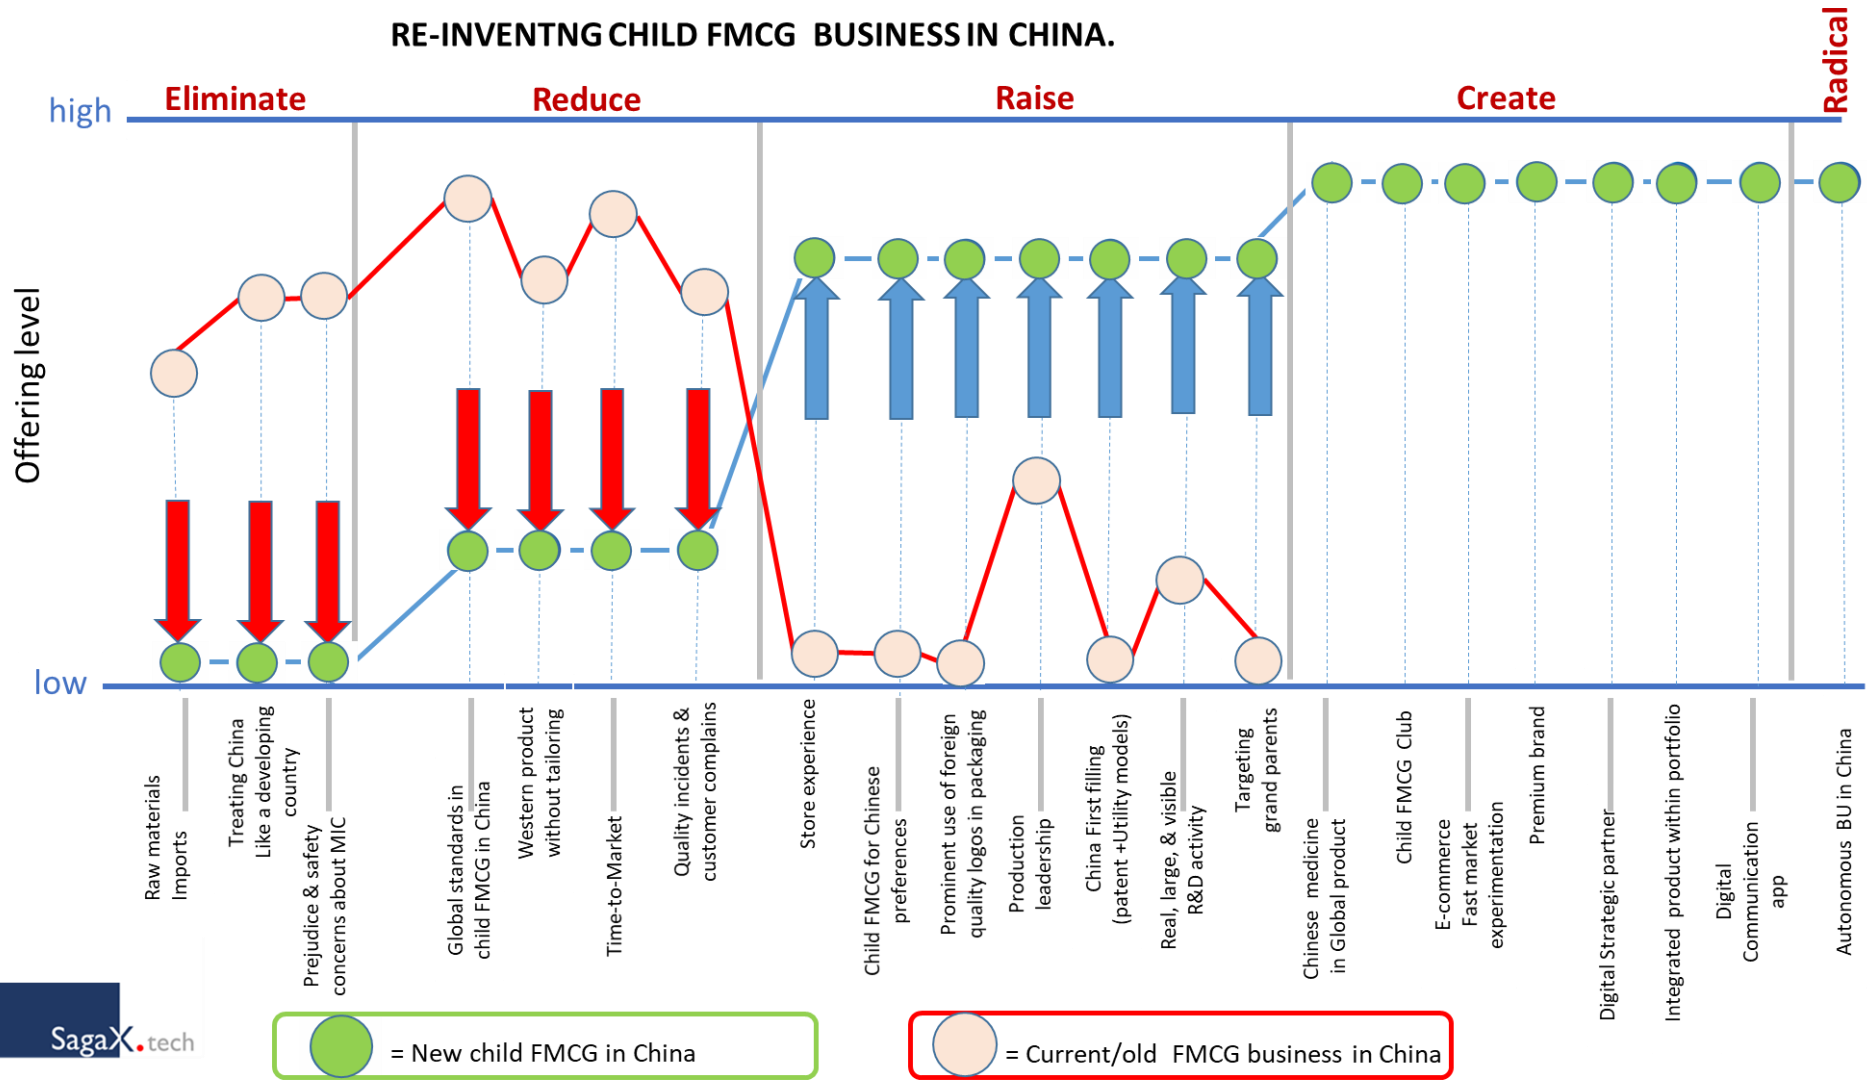 RE-INVENTNG CHILD FMCG BUSINESS IN CHINA.
Eliminate
Reduce
Raise
Create
Radical
high
Offering level
low
Raw materials
Imports
Treating China
Like a developing
country
Prejudice & safety
concerns about MIC
Global standards in
child FMCG in China
Western product
without tailoring
Time-to-Market
Quality incidents &
customer complains
Store experience
Child FMCG for Chinese
preferences
Prominent use of foreign
quality logos in packaging
Production
leadership
China First filling
(patent +Utility models)
Real, large, & visible
R&D activity
Targeting
grand parents
Chinese medicine
in Global product
Child FMCG Club
E-commerce
Fast market
experimentation
Premium brand
Digital Strategic partner
Integrated product within portfolio
Digital
Communication
app
Autonomous BU in China
SagaX.tech
= New child FMCG in China
= Current/old FMCG business in China